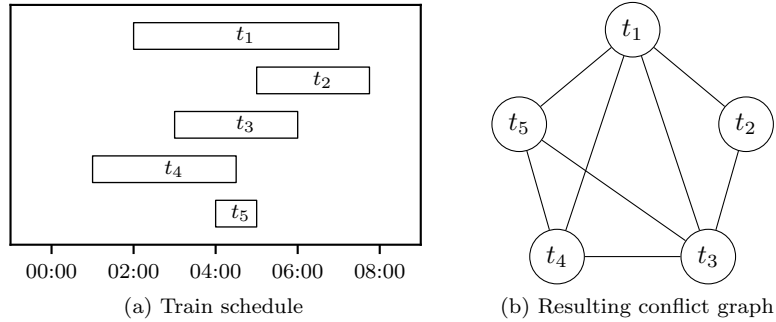 t1
t2
t3
t4
t5
00:00 02:00 04:00 06:00 08:00
(a) Train schedule
t1
t5
t2
t4
t3
(b) Resulting conflict graph